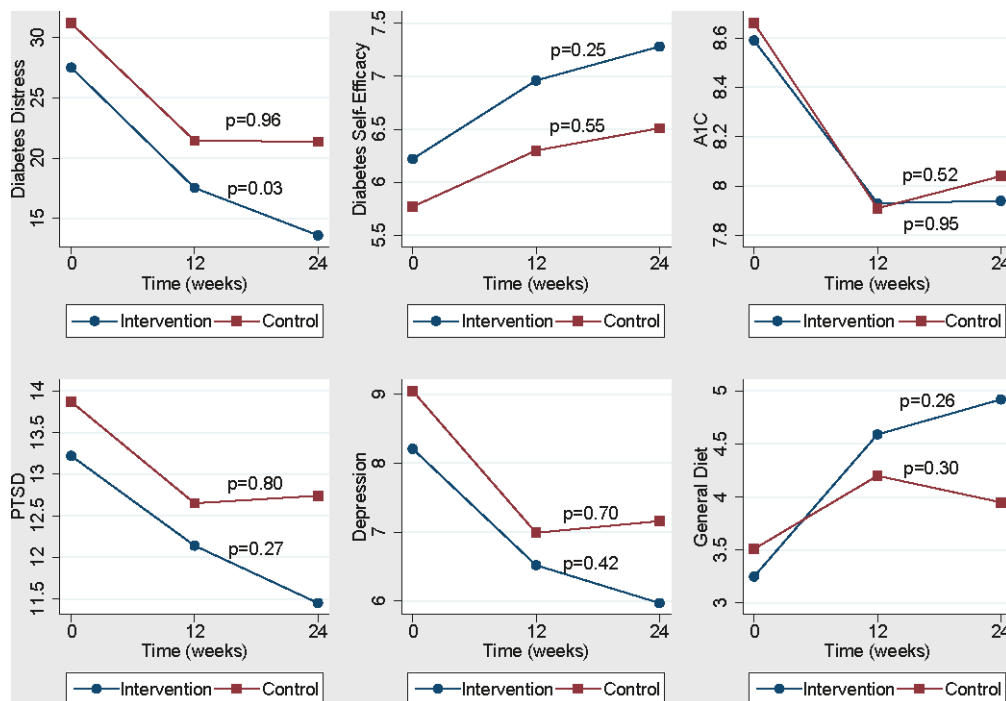 Diabetes Distress
30
25
20
15
p=0.96
p=0.03
0 12 24
Time (weeks)
Intervention Control
Diabetes Self-Efficacy
7.5
7
6.5
6
5.5
p=0.25
p=0.55
0 12 24
Time (weeks)
Intervention Control
A1C
8.6
8.4
8.2
8
7.8
p=0.52
p=0.95
0 12 24
Time (weeks)
Intervention Control
PTSD
14
13.5
13
12.5
12
11.5
p=0.80
p=0.27
0 12 24
Time (weeks)
Intervention Control
Depression
9
8
7
6
p=0.70
p=0.42
0 12 24
Time (weeks)
Intervention Control
General Diet
5
4.5
4
3.5
3
p=0.26
p=0.30
0 12 24
Time (weeks)
Intervention Control